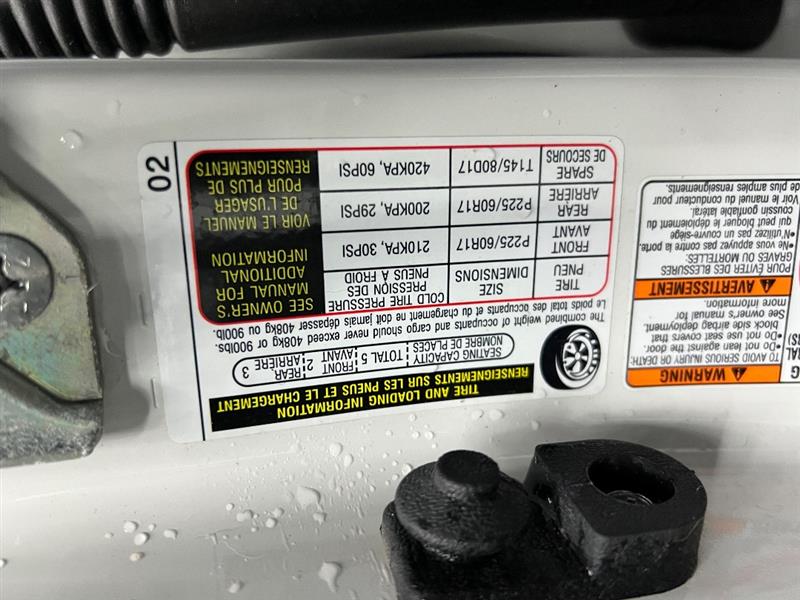 TIRE AND LOADING INFORMATION
RENSEIGNEMENTS SUR LES PNEUS ET LE CHARGEMENT
SEATING CAPACITY
NOMBRE DE PLACES
TOTAL 5
FRONT
AVANT
2
REAR
ARRIÈRE
3
The combined weight of occupants and cargo should never exceed 408kg or 900lbs.
Le poids total des occupants et du chargement ne doit jamais dépasser 408kg ou 900lb.
TIRE
PNEU
SIZE
DIMENSIONS
COLD TIRE PRESSURE
PRESSION DES
PNEUS A FROID
FRONT
AVANT
P225/60R17
210KPA, 30PSI
REAR
ARRIÈRE
P225/60R17
200KPA, 29PSI
SPARE
DE SECOURS
T145/80D17
420KPA, 60PSI
SEE OWNER'S
MANUAL FOR
ADDITIONAL
INFORMATION
VOIR LE MANUEL
DE L'USAGER
POUR PLUS DE
RENSEIGNEMENTS
02
WARNING
TO AVOID SERIOUS INJURY OR DEATH:
•Do not lean against the door.
•Do not use seat covers that
block side airbag deployment.
See owner's manual for
more information.
AVERTISSEMENT
POUR ÉVITER DES BLESSURES
GRAVES OU MORTELLES:
•Ne vous appuyez pas contre la porte.
•N'utilisez pas un couvre-siège
qui peut bloquer le déploiement du
coussin gonflable latéral.
Voir le manuel du conducteur pour
de plus amples renseignements.